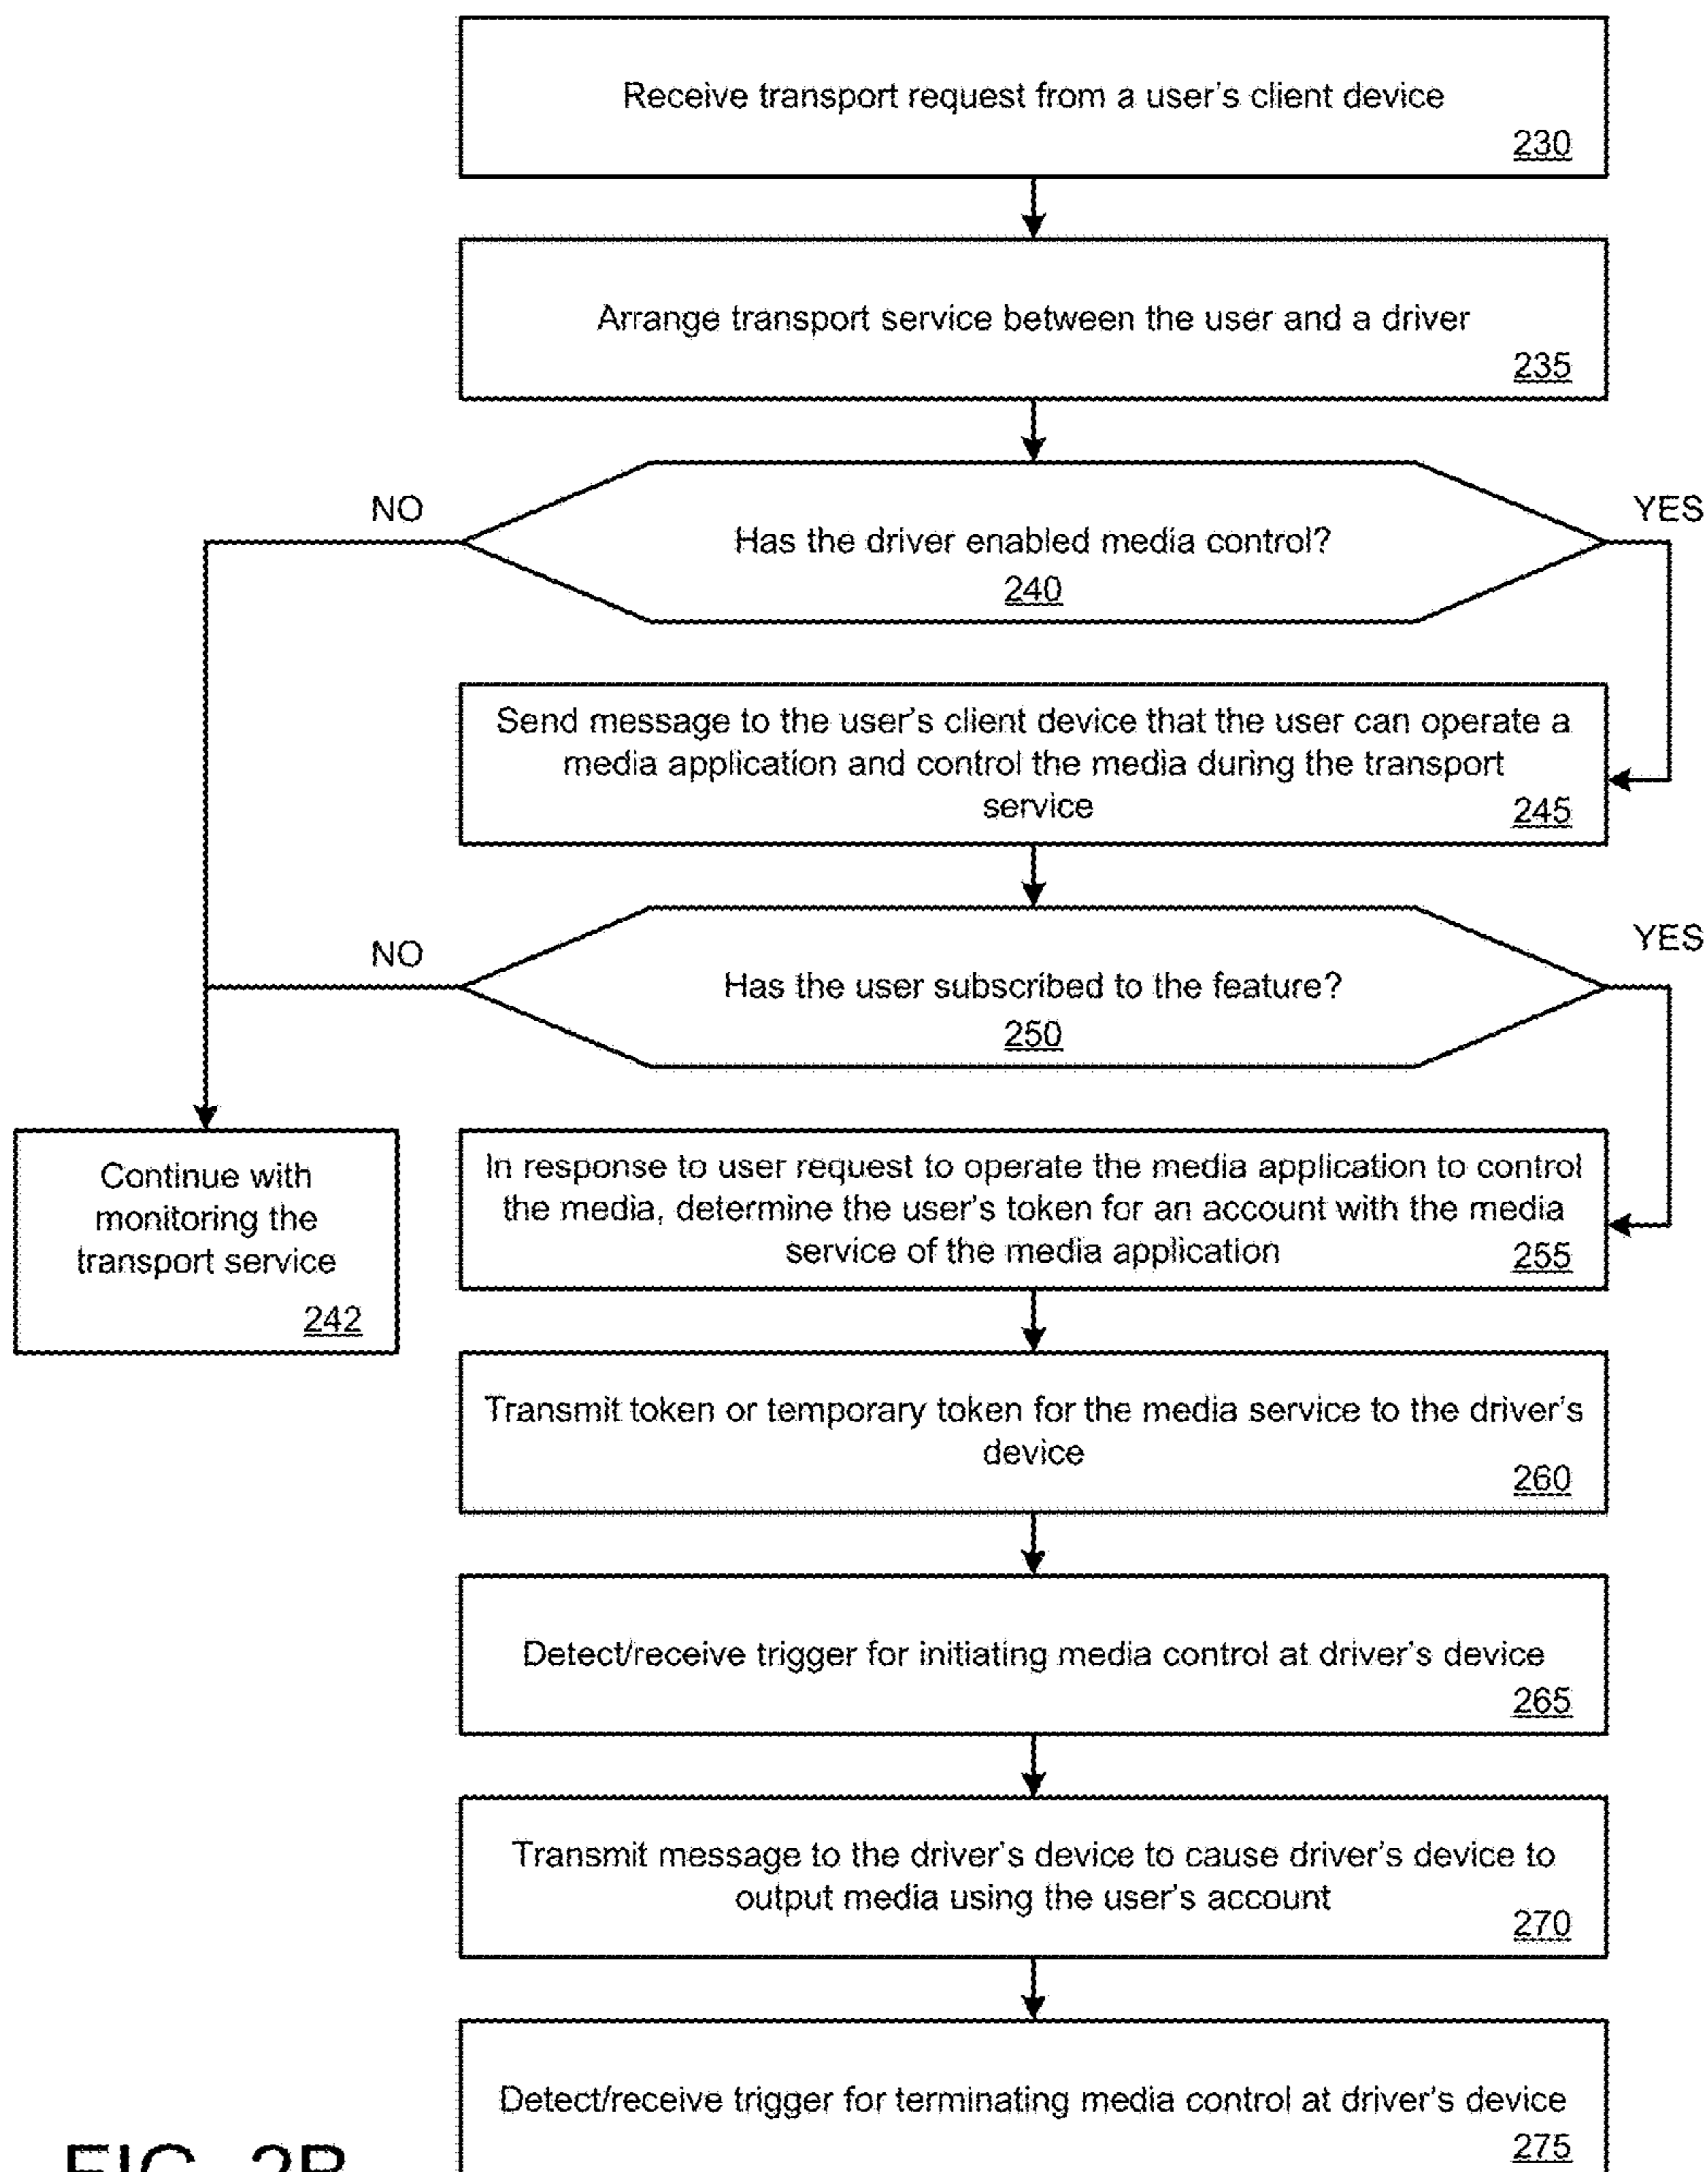 Receive transport request from a user's client device
230
Arrange transport service between the user and a driver
235
NO
YES
Has the driver enabled media control?
240
Send message to the user's client device that the user can operate a
media application and control the media during the transport
service
245
NO
YES
Has the user subscribed to the feature?
250
Continue with
monitoring the
transport service
242
In response to user request to operate the media application to control
the media, determine the user's token for an account with the media
service of the media application
255
Transmit token or temporary token for the media service to the driver's
device
260
Detect/receive trigger for initiating media control at driver's device
265
Transmit message to the driver's device to cause driver's device to
output media using the user's account
270
Detect/receive trigger for terminating media control at driver's device
275
FIG. 2B